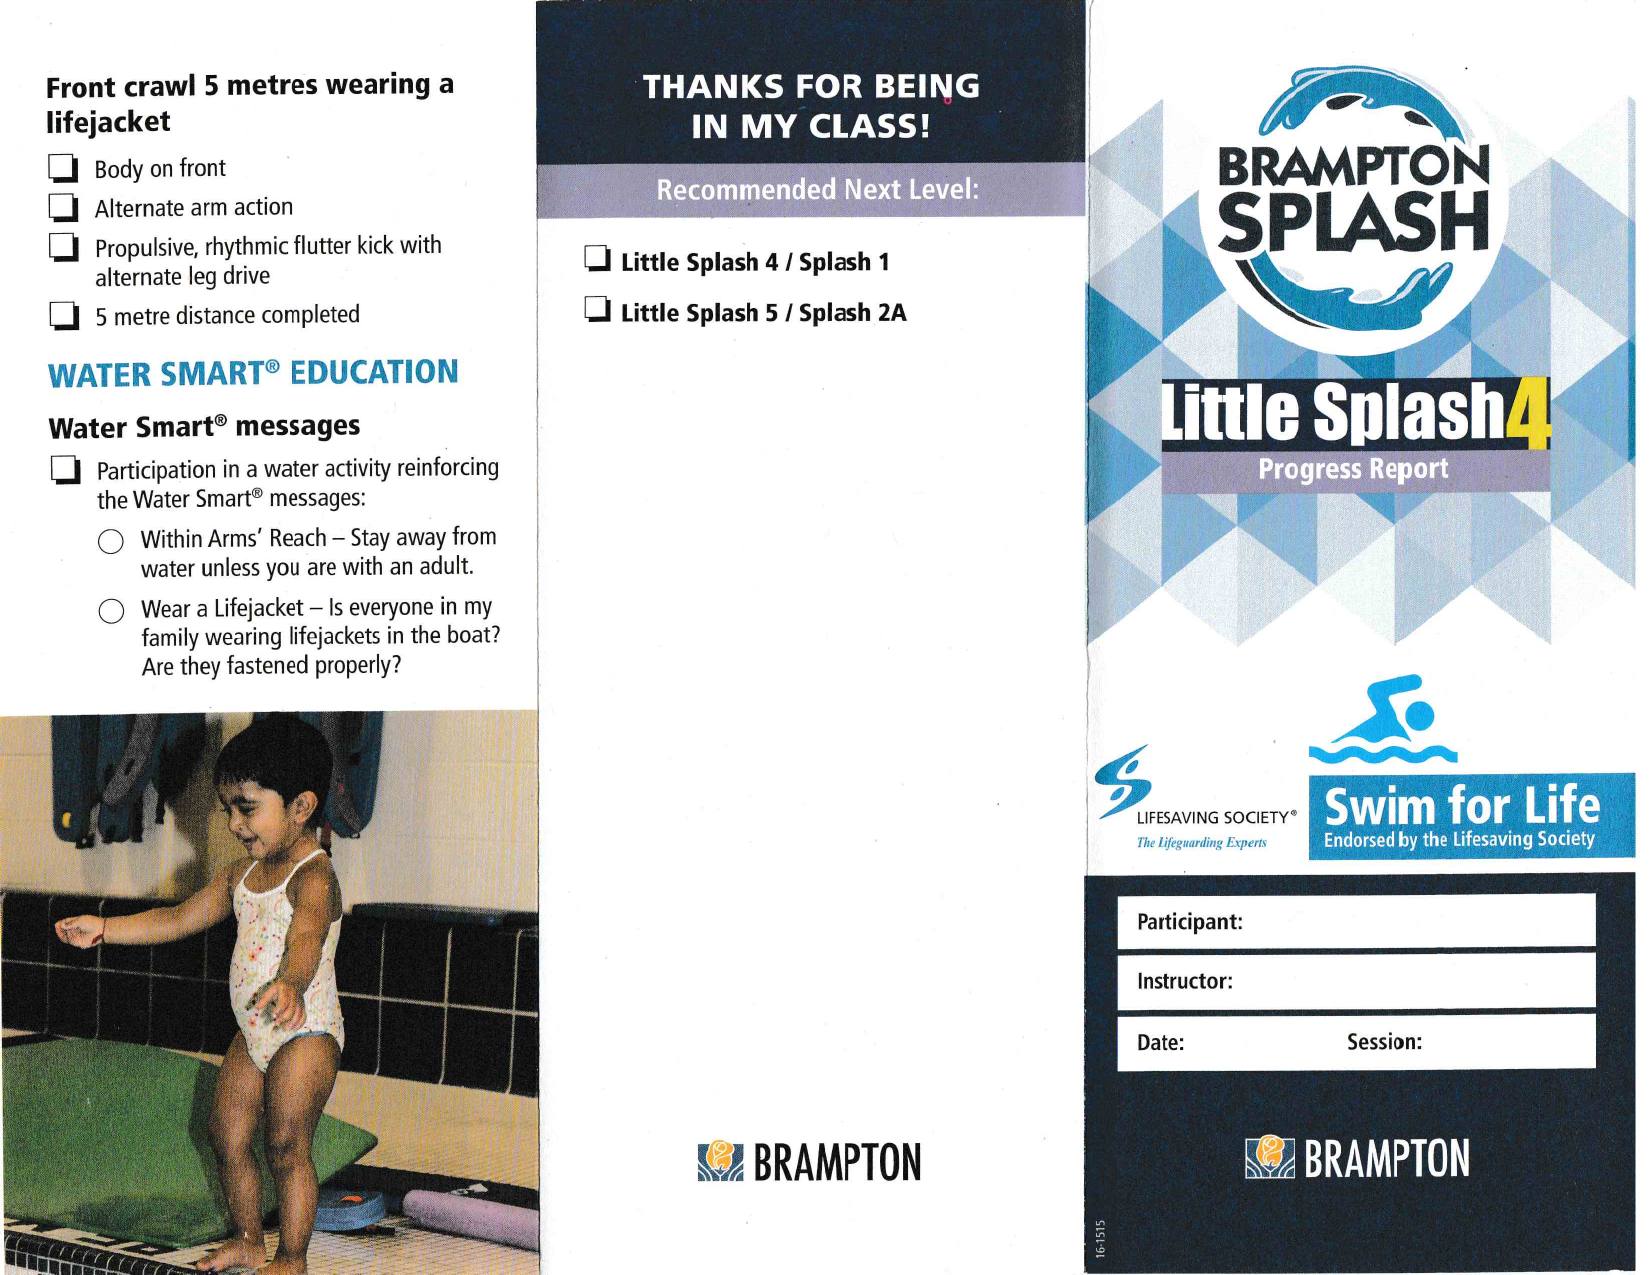 Front crawl 5 metres wearing a
lifejacket
Body on front
Alternate arm action
Propulsive, rhythmic flutter kick with
alternate leg drive
5 metre distance completed
WATER SMART® EDUCATION
Water Smart® messages
Participation in a water activity reinforcing
the Water Smart® messages:
Within Arms' Reach – Stay away from
water unless you are with an adult.
Wear a Lifejacket – Is everyone in my
family wearing lifejackets in the boat?
Are they fastened properly?
THANKS FOR BEING
IN MY CLASS!
Recommended Next Level:
Little Splash 4 / Splash 1
Little Splash 5 / Splash 2A
BRAMPTON
BRAMPTON
SPLASH
Little Splash 4
Progress Report
LIFESAVING SOCIETY®
The Lifeguarding Experts
Swim for Life
Endorsed by the Lifesaving Society
Participant:
Instructor:
Date: Session:
BRAMPTON
16-1515